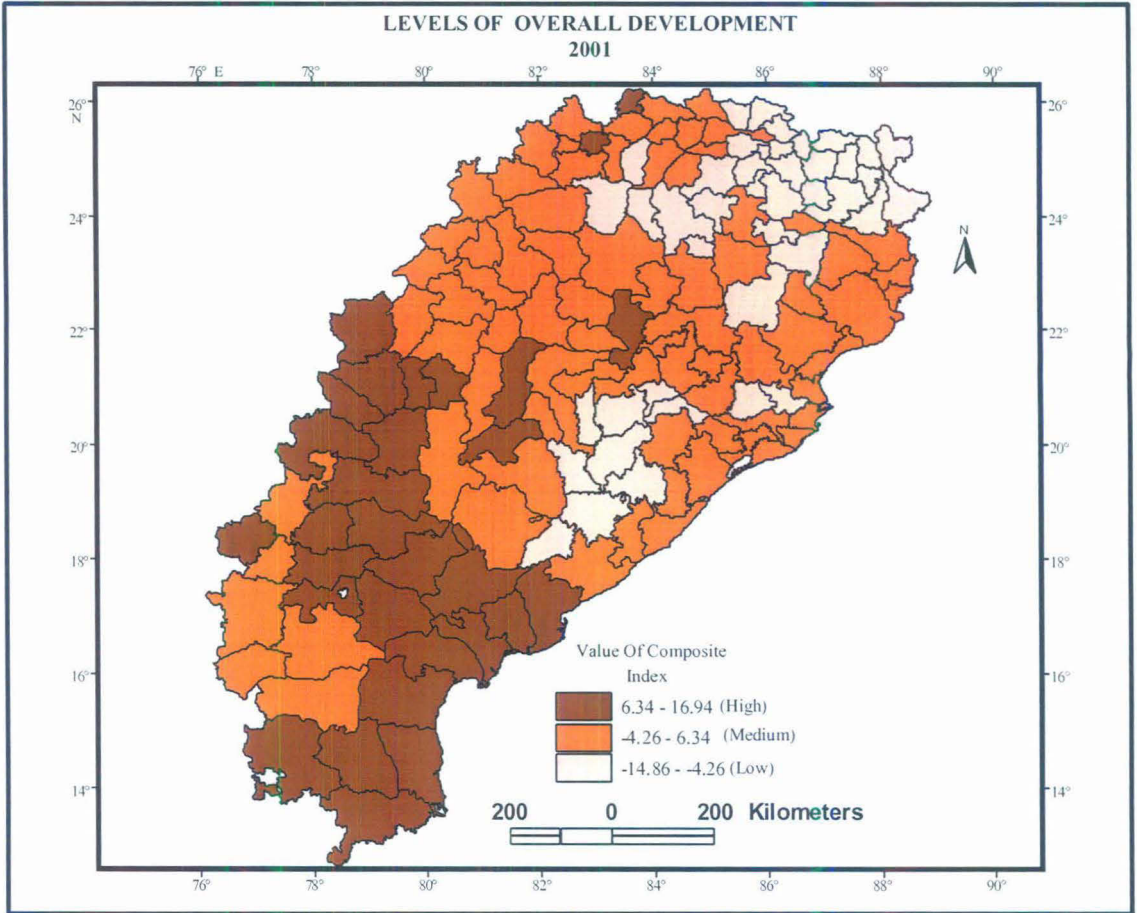 LEVELS OF OVERALL DEVELOPMENT
2001
76° E 78° 80° 82° 84° 86° 88° 90°
26° 26°
N
24° 24°
N
22° 22°
20° 20°
18° 18°
16° 16°
14° 14°
Value Of Composite
Index
6.34 - 16.94 (High)
-4.26 - 6.34 (Medium)
-14.86 - -4.26 (Low)
200 0 200 Kilometers
76° 78° 80° 82° 84° 86° 88° 90°